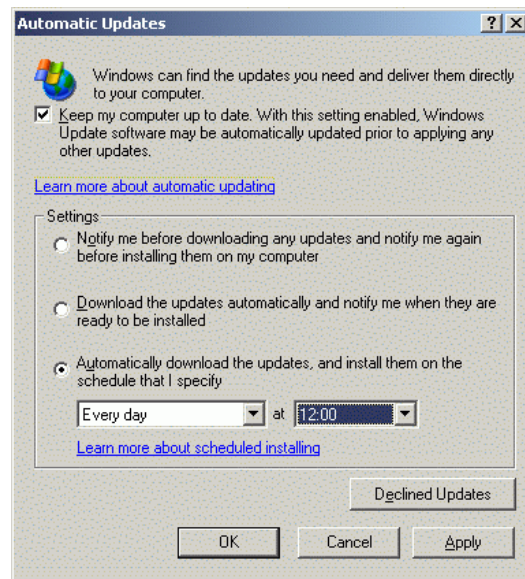 Automatic Updates
Windows can find the updates you need and deliver them directly
to your computer.
Keep my computer up to date. With this setting enabled, Windows
Update software may be automatically updated prior to applying any
other updates.
Learn more about automatic updating
Settings
Notify me before downloading any updates and notify me again
before installing them on my computer
Download the updates automatically and notify me when they are
ready to be installed
Automatically download the updates, and install them on the
schedule that I specify
Every day at 12:00
Learn more about scheduled installing
Declined Updates
OK Cancel Apply